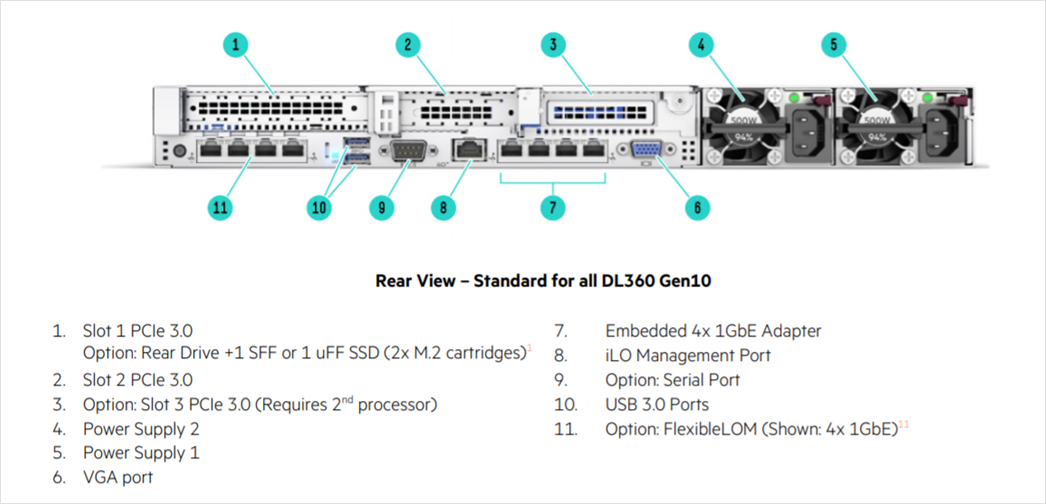 1
2
3
4
5
500W
94%
500W
94%
11
10
9
8
7
6
Rear View – Standard for all DL360 Gen10
1. Slot 1 PCIe 3.0
Option: Rear Drive +1 SFF or 1 uFF SSD (2x M.2 cartridges)1
2. Slot 2 PCIe 3.0
3. Option: Slot 3 PCIe 3.0 (Requires 2nd processor)
4. Power Supply 2
5. Power Supply 1
6. VGA port
7. Embedded 4x 1GbE Adapter
8. iLO Management Port
9. Option: Serial Port
10. USB 3.0 Ports
11. Option: FlexibleLOM (Shown: 4x 1GbE)11